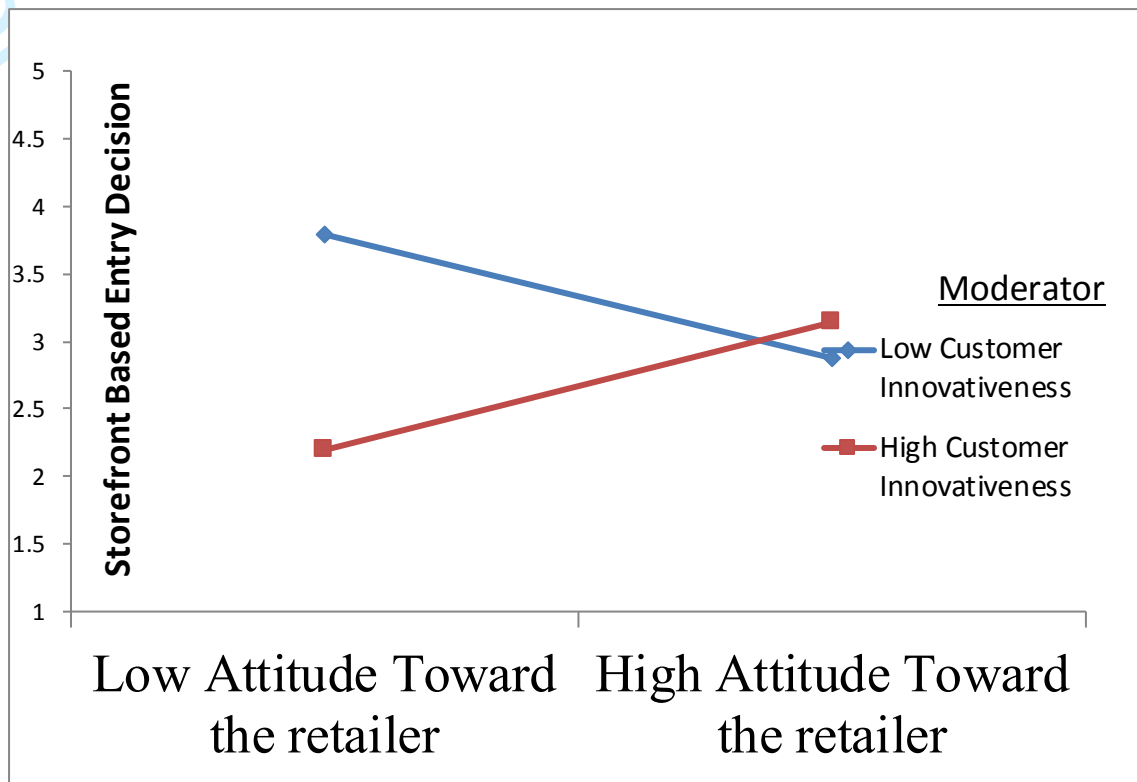 Storefront Based Entry Decision
5
4.5
4
3.5
3
2.5
2
1.5
1
Moderator
Low Customer
Innovativeness
High Customer
Innovativeness
Low Attitude Toward
the retailer
High Attitude Toward
the retailer